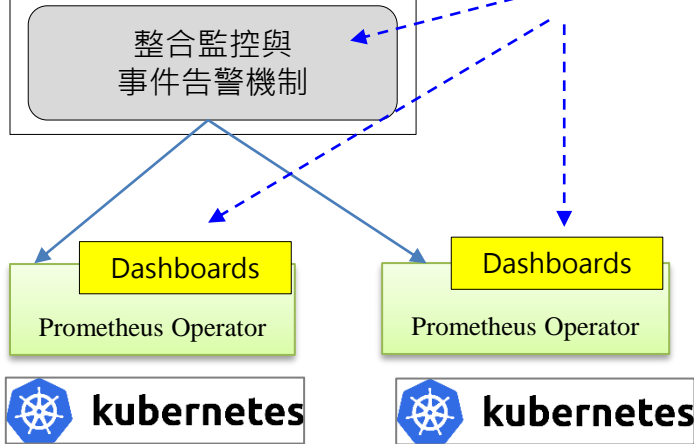 整合監控與
事件告警機制
Dashboards
Dashboards
Prometheus Operator
Prometheus Operator
kubernetes
kubernetes